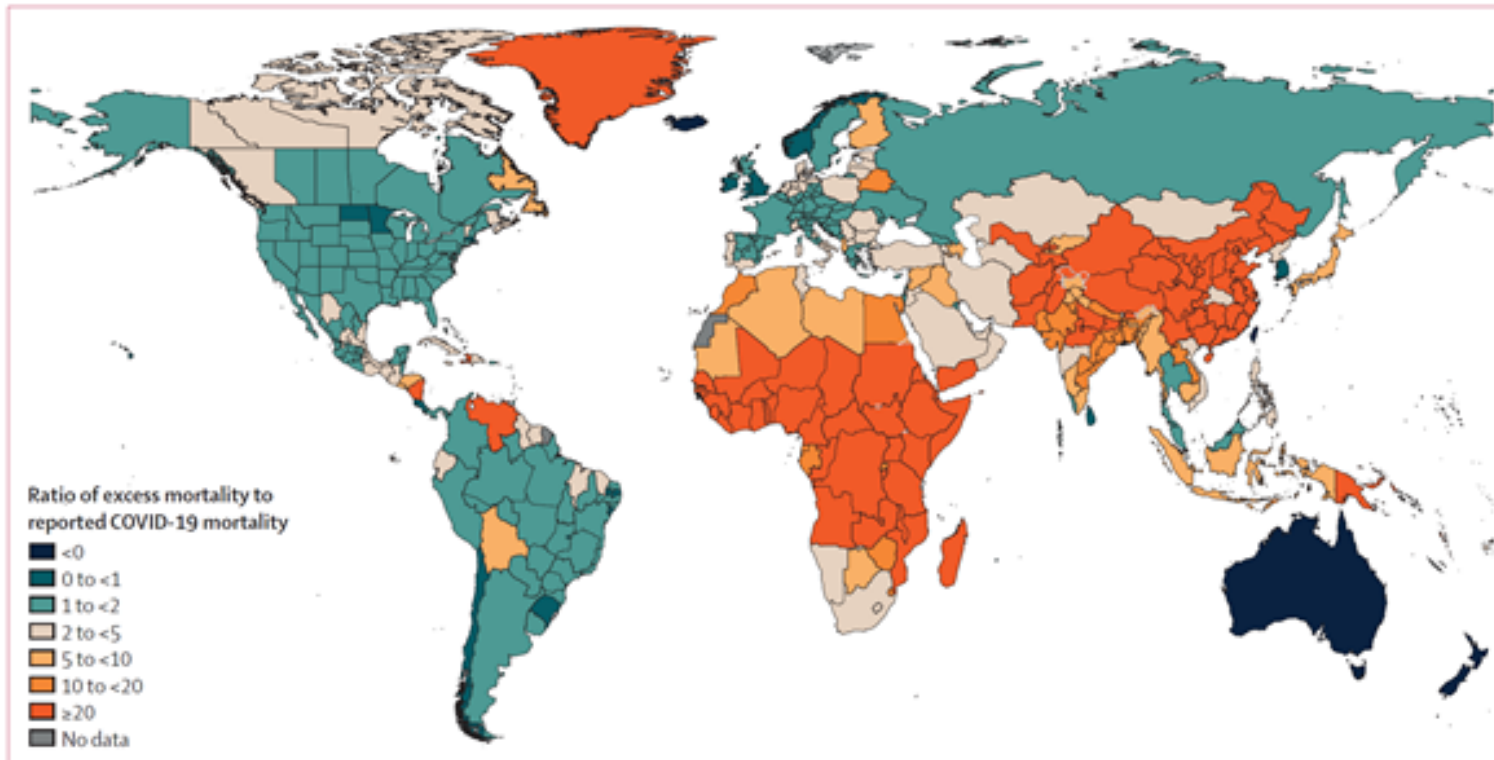 Ratio of excess mortality to
reported COVID-19 mortality
<0
0 to <1
1 to <2
2 to <5
5 to <10
10 to <20
≥20
No data